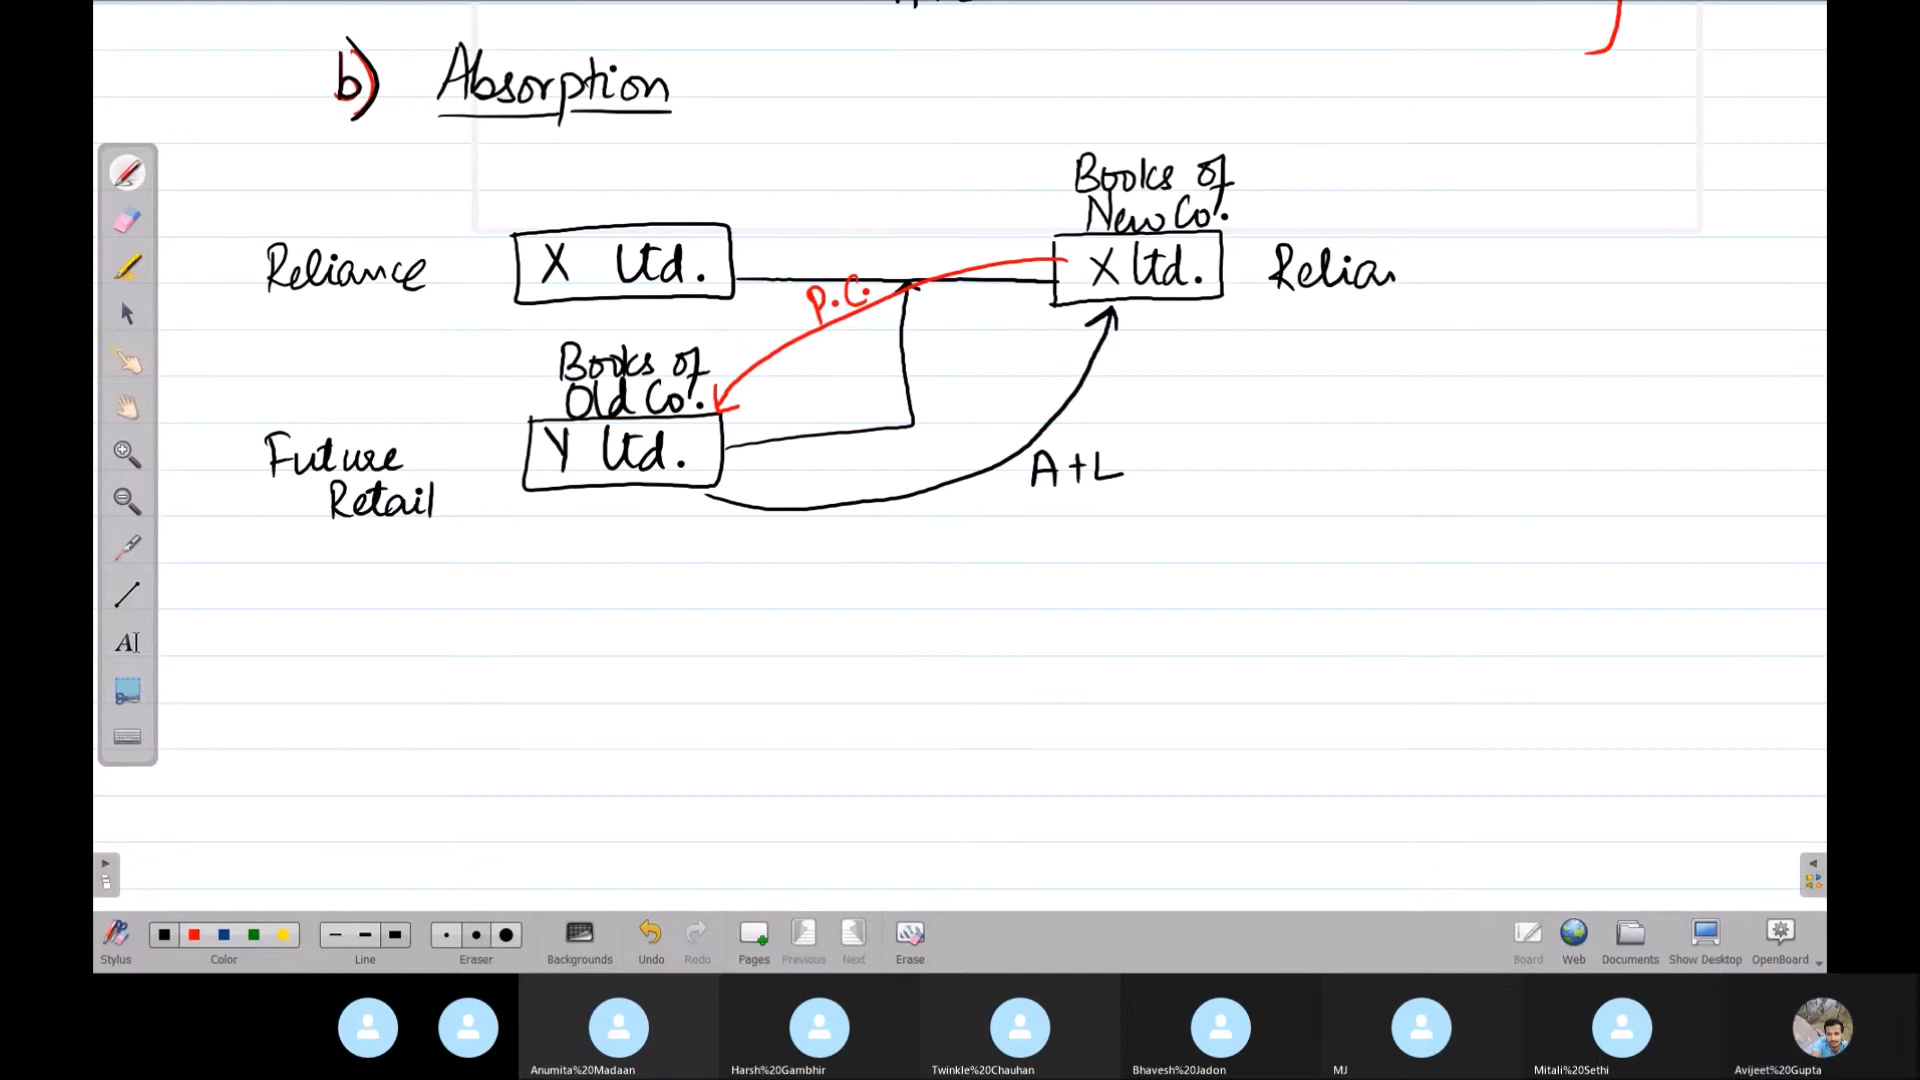 b) Absorption
Books of
New Co.
Reliance X Ltd. X Ltd. Relian
P.C.
Books of
Old Co.
Future Y Ltd. A+L
Retail
Stylus Color Line Eraser Backgrounds Undo Redo Pages Previous Next Erase Board Web Documents Show Desktop OpenBoard
Anumita%20Madaan Harsh%20Gambhir Twinkle%20Chauhan Bhavesh%20Jadon MJ Mitali%20Sethi Avijeet%20Gupta